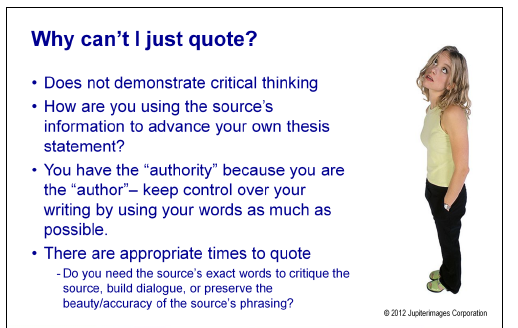 Why can't I just quote?
• Does not demonstrate critical thinking
• How are you using the source's
information to advance your own thesis
statement?
• You have the “authority” because you are
the “author”– keep control over your
writing by using your words as much as
possible.
• There are appropriate times to quote
- Do you need the source's exact words to critique the
source, build dialogue, or preserve the
beauty/accuracy of the source's phrasing?
© 2012 Jupiterimages Corporation